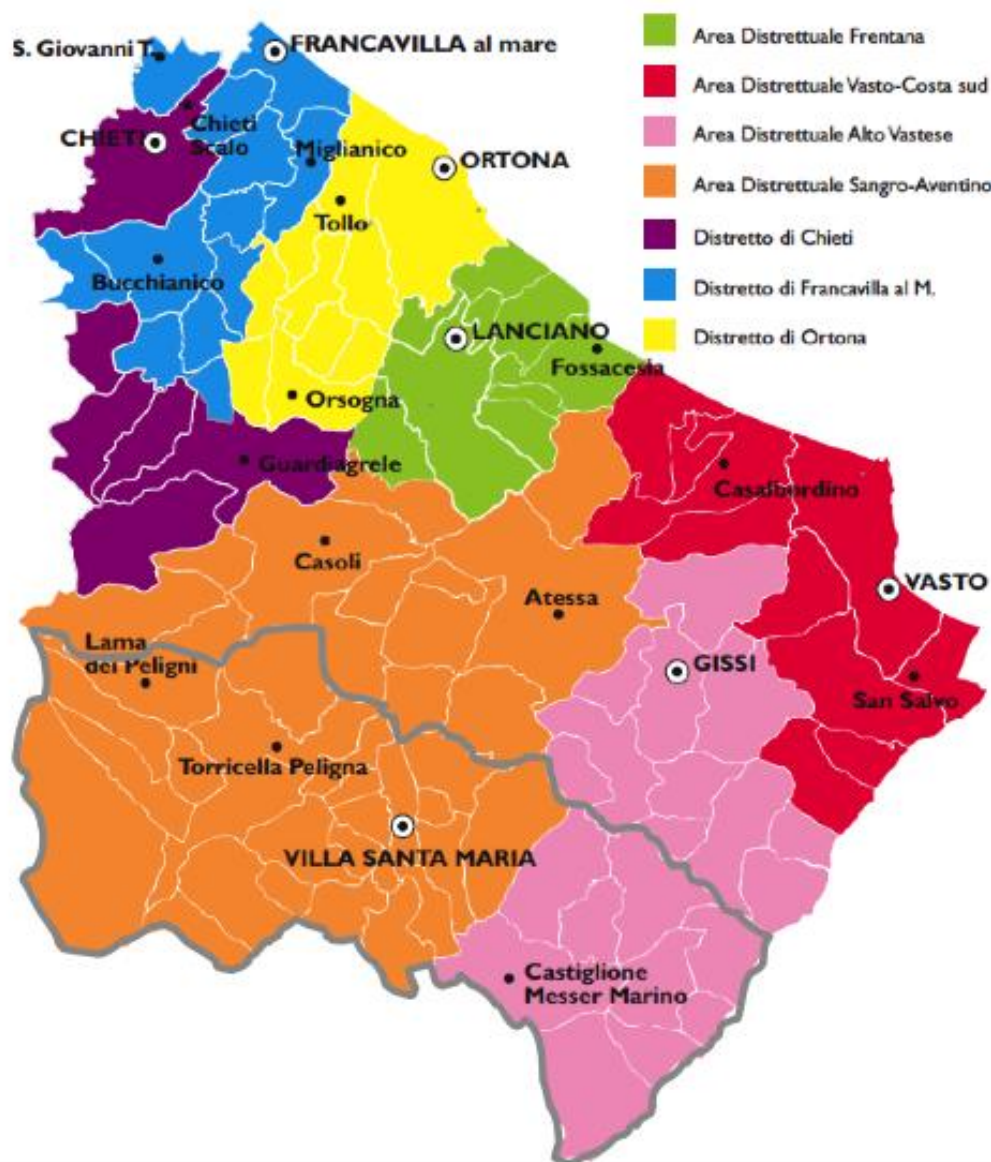 S. Giovanni T.
FRANCAVILLA al mare
CHIETI
Chieti
Scalo
Miglianico
ORTONA
Tollo
Bucchianico
LANCIANO
Fossacesia
Orsogna
Guardiagrele
Casalbordino
Casoli
Atessa
VASTO
Lama
dei Peligni
GISSI
San Salvo
Torricella Peligna
VILLA SANTA MARIA
Castiglione
Messer Marino
Area Distrettuale Frentana
Area Distrettuale Vasto-Costa sud
Area Distrettuale Alto Vastese
Area Distrettuale Sangro-Aventino
Distretto di Chieti
Distretto di Francavilla al M.
Distretto di Ortona